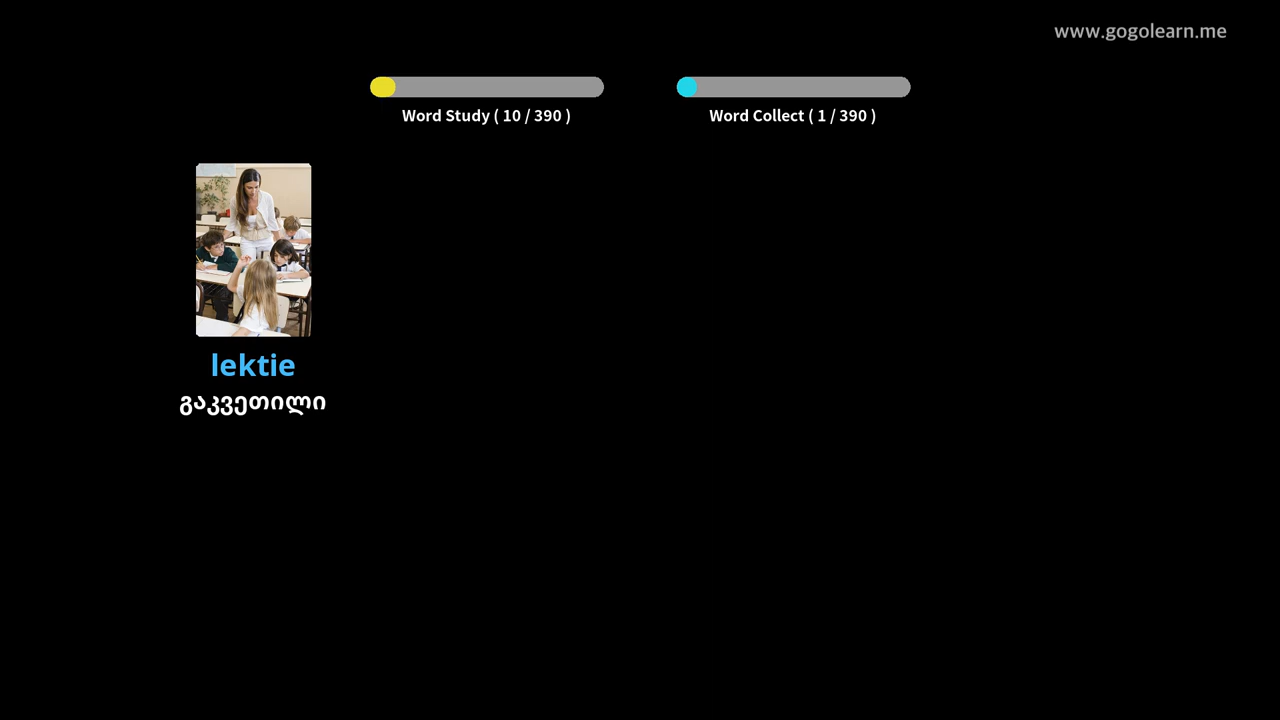 www.gogolearn.me
Word Study ( 10 / 390 )
Word Collect ( 1 / 390 )
lektie
გაკვეთილი